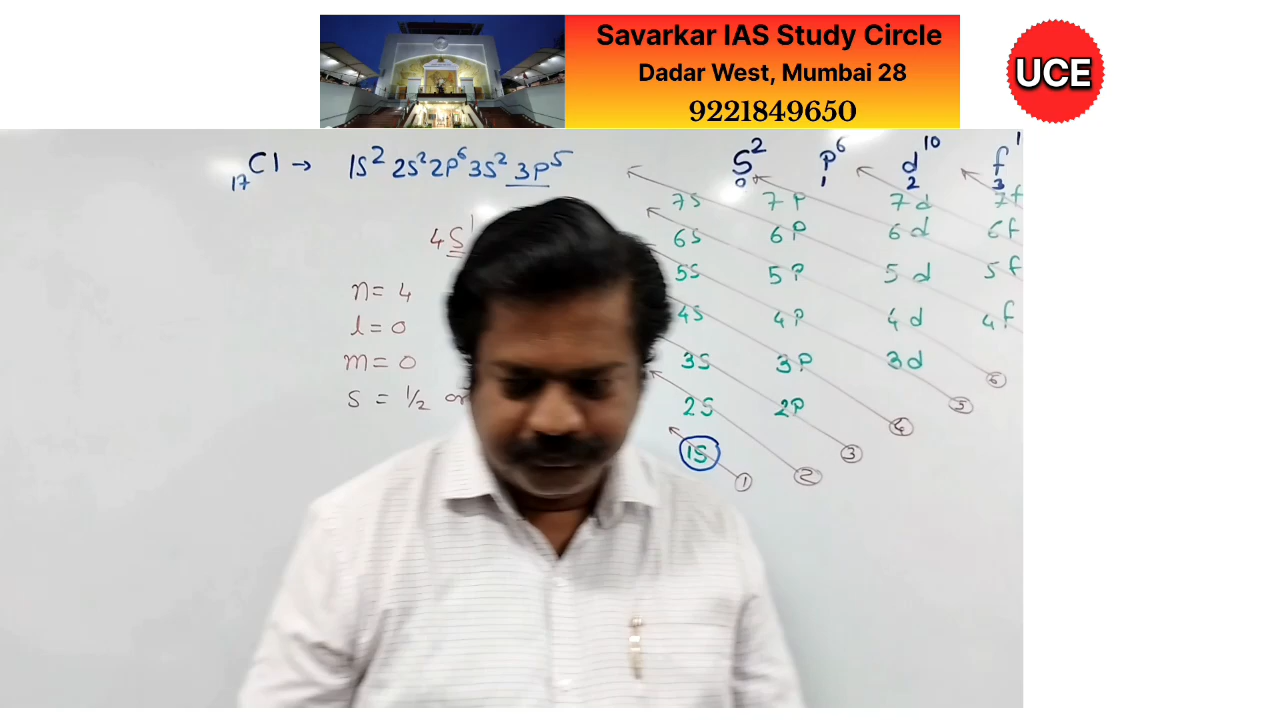 Savarkar IAS Study Circle
Dadar West, Mumbai 28
9221849650
UCE
17Cl → 1S² 2S² 2P⁶ 3S² 3P⁵
S² P⁶ d¹⁰ f¹
0 1 2 3
7S 7P 7d 7f
4S¹
6S 6P 6d 6f
5S 5P 5d 5f
n = 4
4S 4P 4d 4f
l = 0
3S 3P 3d
m = 0
s = ½ or
2S 2P
1S
① ② ③ ④ ⑤ ⑥